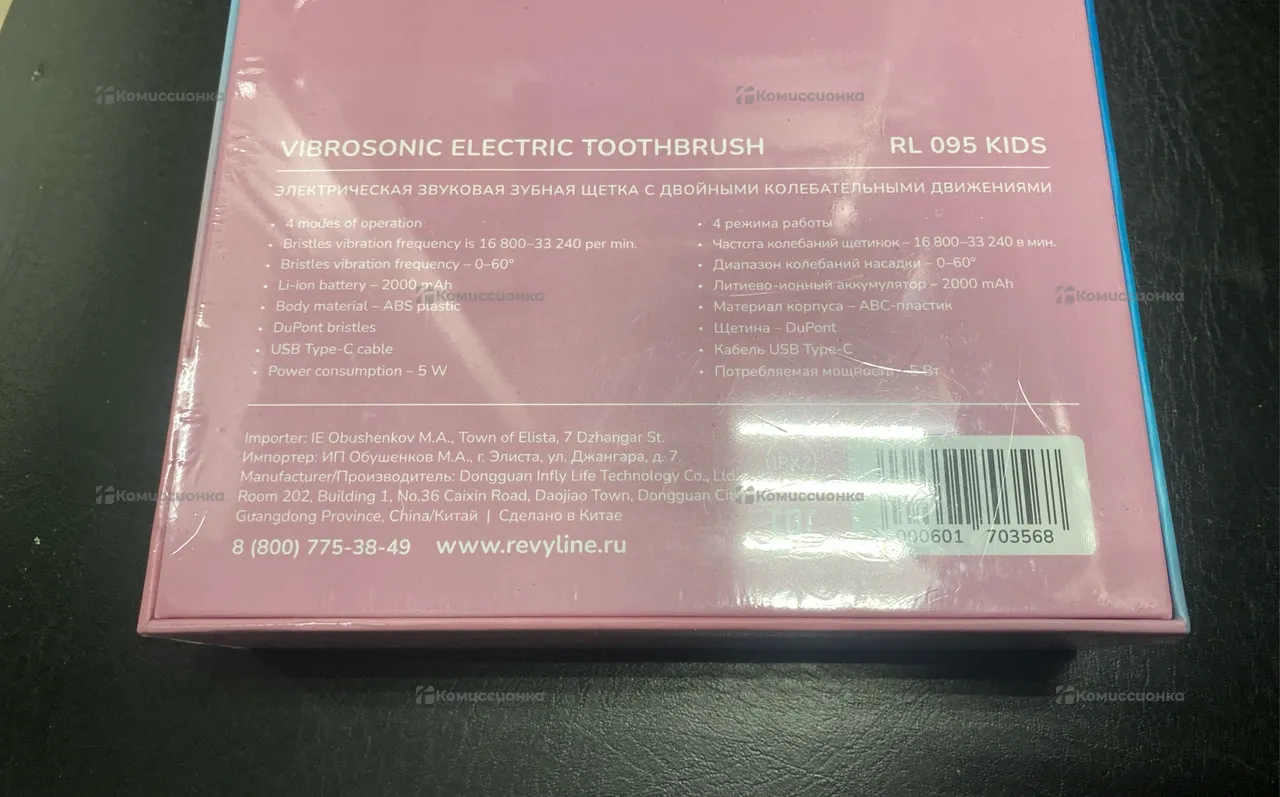 VIBROSONIC ELECTRIC TOOTHBRUSH RL 095 KIDS
ЭЛЕКТРИЧЕСКАЯ ЗВУКОВАЯ ЗУБНАЯ ЩЕТКА С ДВОЙНЫМИ КОЛЕБАТЕЛЬНЫМИ ДВИЖЕНИЯМИ
• 4 modes of operation
• Bristles vibration frequency is 16 800–33 240 per min.
• Bristles vibration frequency – 0–60°
• Li-ion battery – 2000 mAh
• Body material – ABS plastic
• DuPont bristles
• USB Type-C cable
• Power consumption – 5 W
• 4 режима работы
• Частота колебаний щетинок – 16 800–33 240 в мин.
• Диапазон колебаний насадки – 0–60°
• Литиево-ионный аккумулятор – 2000 mAh
• Материал корпуса – АВС-пластик
• Щетина – DuPont
• Кабель USB Type-C
• Потребляемая мощность – 5 Вт
Importer: IE Obushenkov M.A., Town of Elista, 7 Dzhangar St.
Импортер: ИП Обушенков М.А., г. Элиста, ул. Джангара, д. 7.
Manufacturer/Производитель: Dongguan Infly Life Technology Co., Ltd.
Room 202, Building 1, No.36 Caixin Road, Daojiao Town, Dongguan
Guangdong Province, China/Китай | Сделано в Китае
8 (800) 775-38-49 www.revyline.ru
000601 703568
Комиссионка
Комиссионка
Комиссионка
Комиссионка
Комиссионка
Комиссионка
Комиссионка
Комиссионка